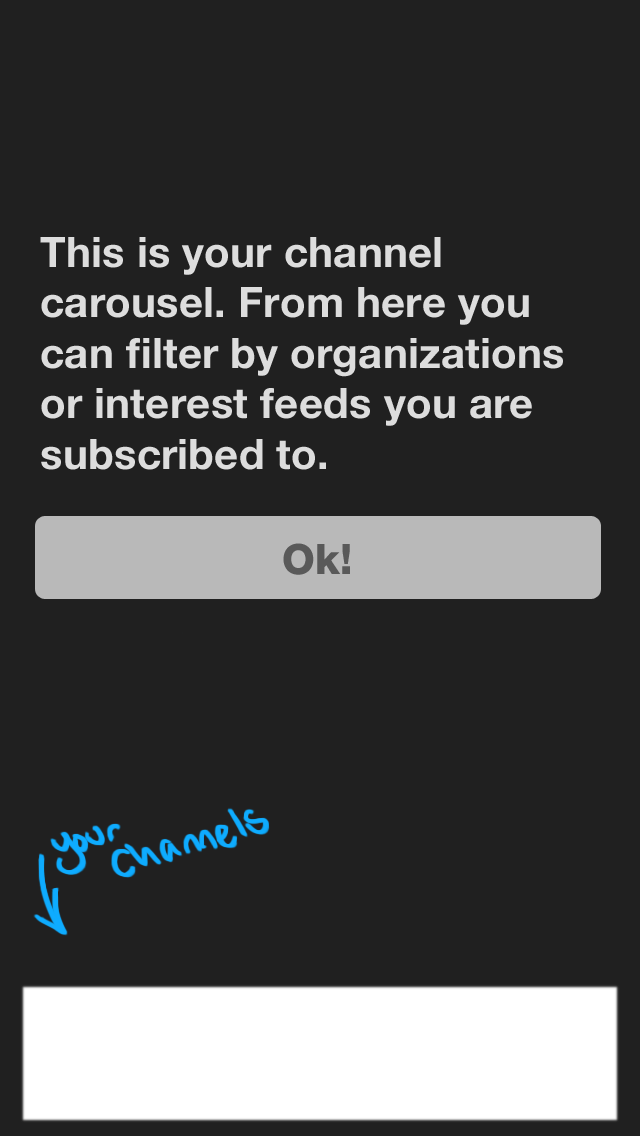 This is your channel
carousel. From here you
can filter by organizations
or interest feeds you are
subscribed to.
Ok!
your
channels